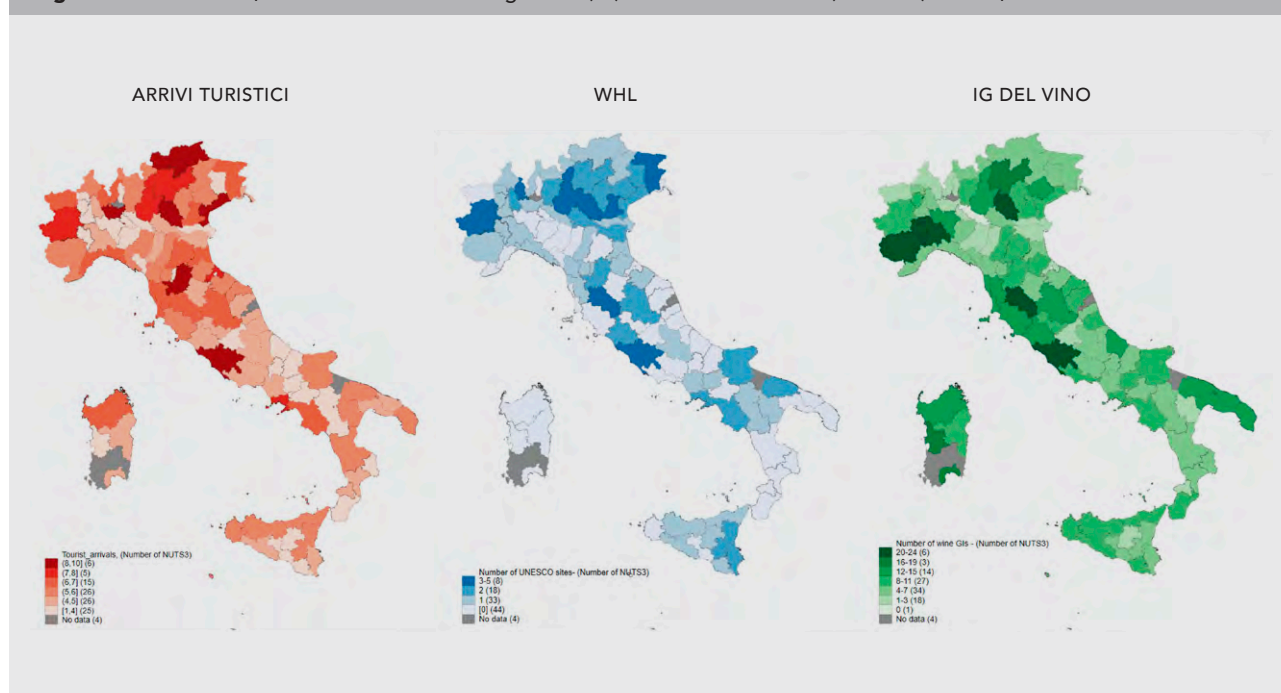 ARRIVI TURISTICI
WHL
IG DEL VINO
Tourist_arrivals, (Number of NUTS3)
(8,10] (6)
(7,8] (5)
(6,7] (15)
(5,6] (26)
(4,5] (26)
[1,4] (25)
No data (4)
Number of UNESCO sites- (Number of NUTS3)
3-5 (8)
2 (18)
1 (33)
[0] (44)
No data (4)
Number of wine GIs - (Number of NUTS3)
20-24 (6)
16-19 (3)
12-15 (14)
8-11 (27)
4-7 (34)
1-3 (18)
0 (1)
No data (4)